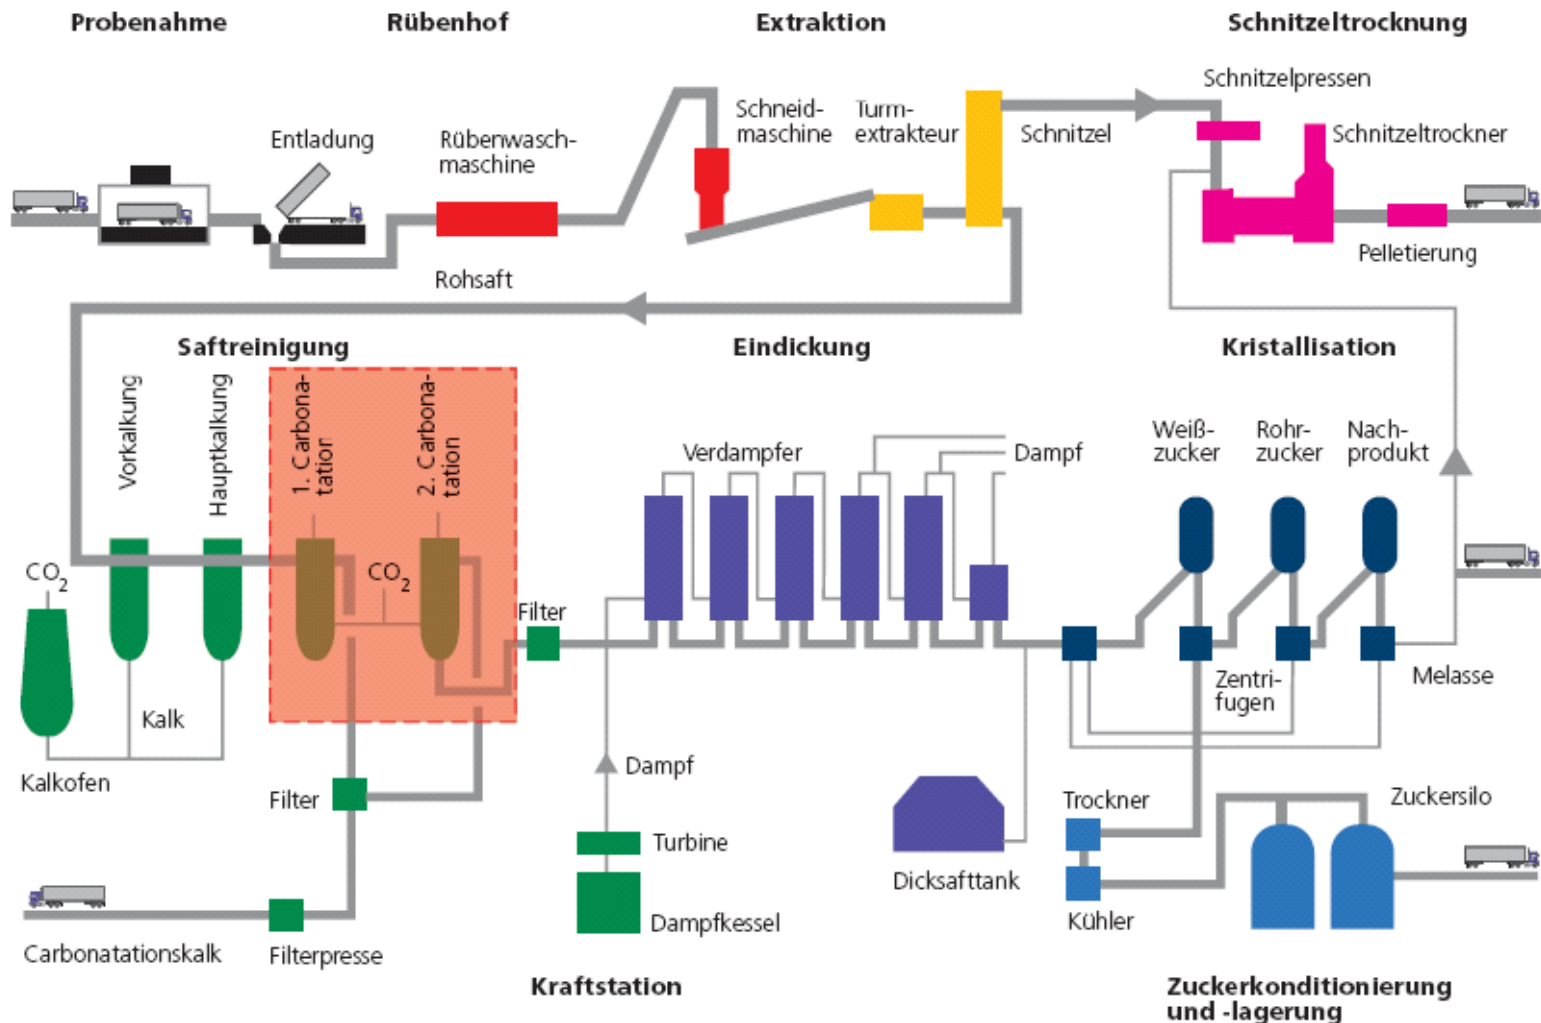 Probenahme
Rübenhof
Extraktion
Schnitzeltrocknung
Schnitzelpressen
Entladung
Rübenwasch-
maschine
Schneid-
maschine
Turm-
extrakteur
Schnitzel
Schnitzeltrockner
Pelletierung
Rohsaft
Saftreinigung
Eindickung
Kristallisation
Vorkalkung
Hauptkalkung
1. Carbona-
tation
2. Carbona-
tation
Verdampfer
Dampf
Weiß-
zucker
Rohr-
zucker
Nach-
produkt
CO2
CO2
Filter
Kalk
Kalkofen
Zentri-
fugen
Melasse
Filter
Dampf
Turbine
Dampfkessel
Dicksafttank
Trockner
Kühler
Zuckersilo
Carbonatationskalk
Filterpresse
Kraftstation
Zuckerkonditionierung
und -lagerung